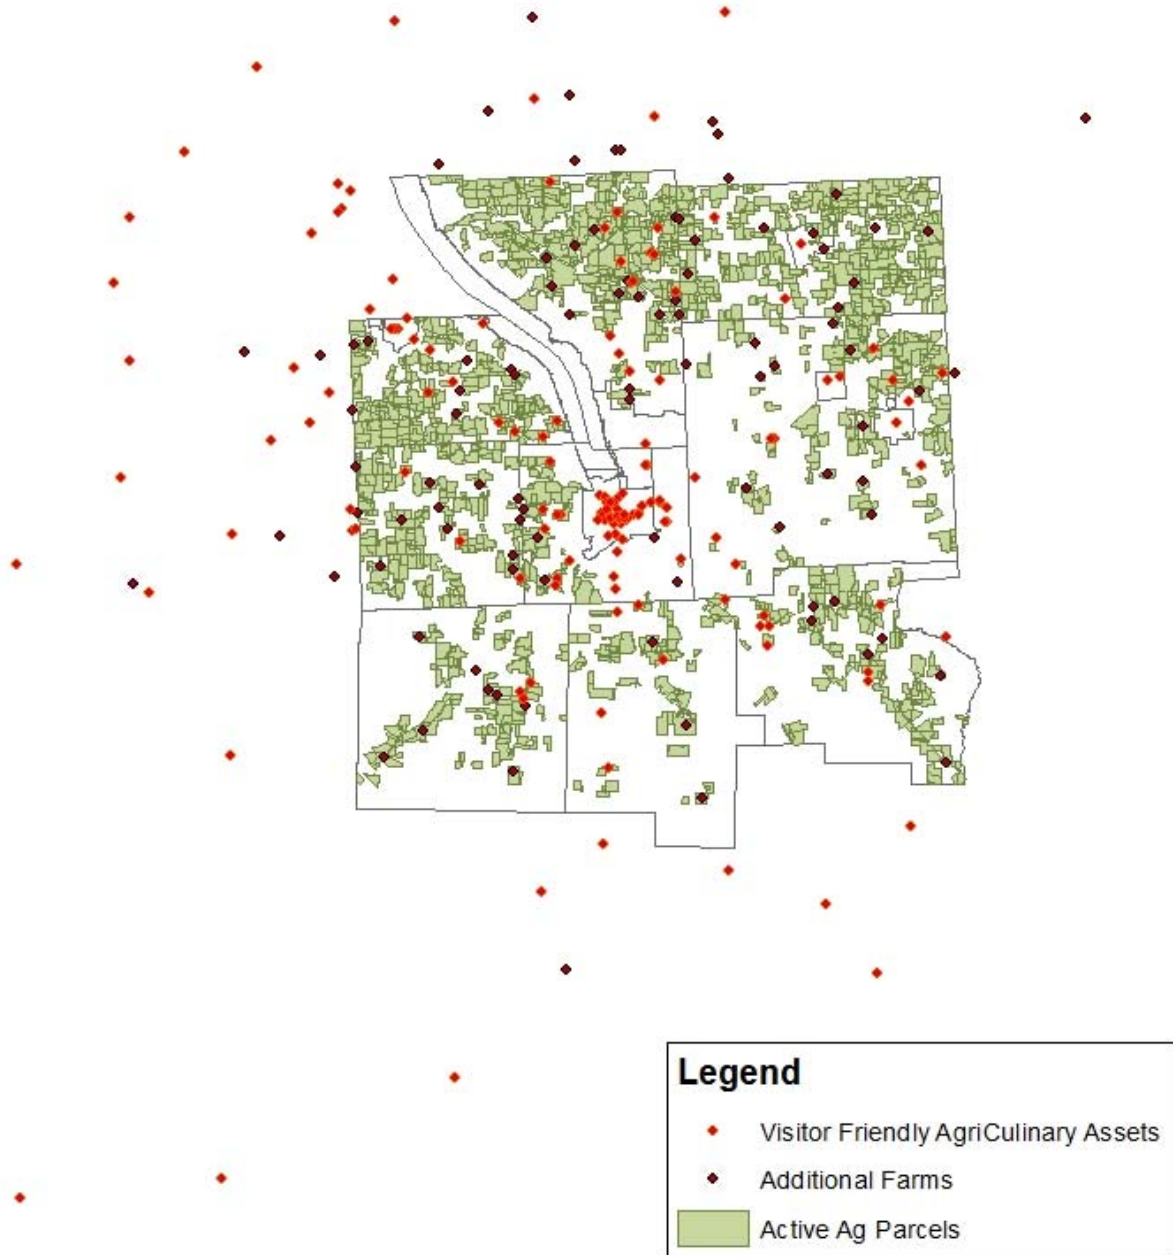 Legend
Visitor Friendly AgriCulinary Assets
Additional Farms
Active Ag Parcels